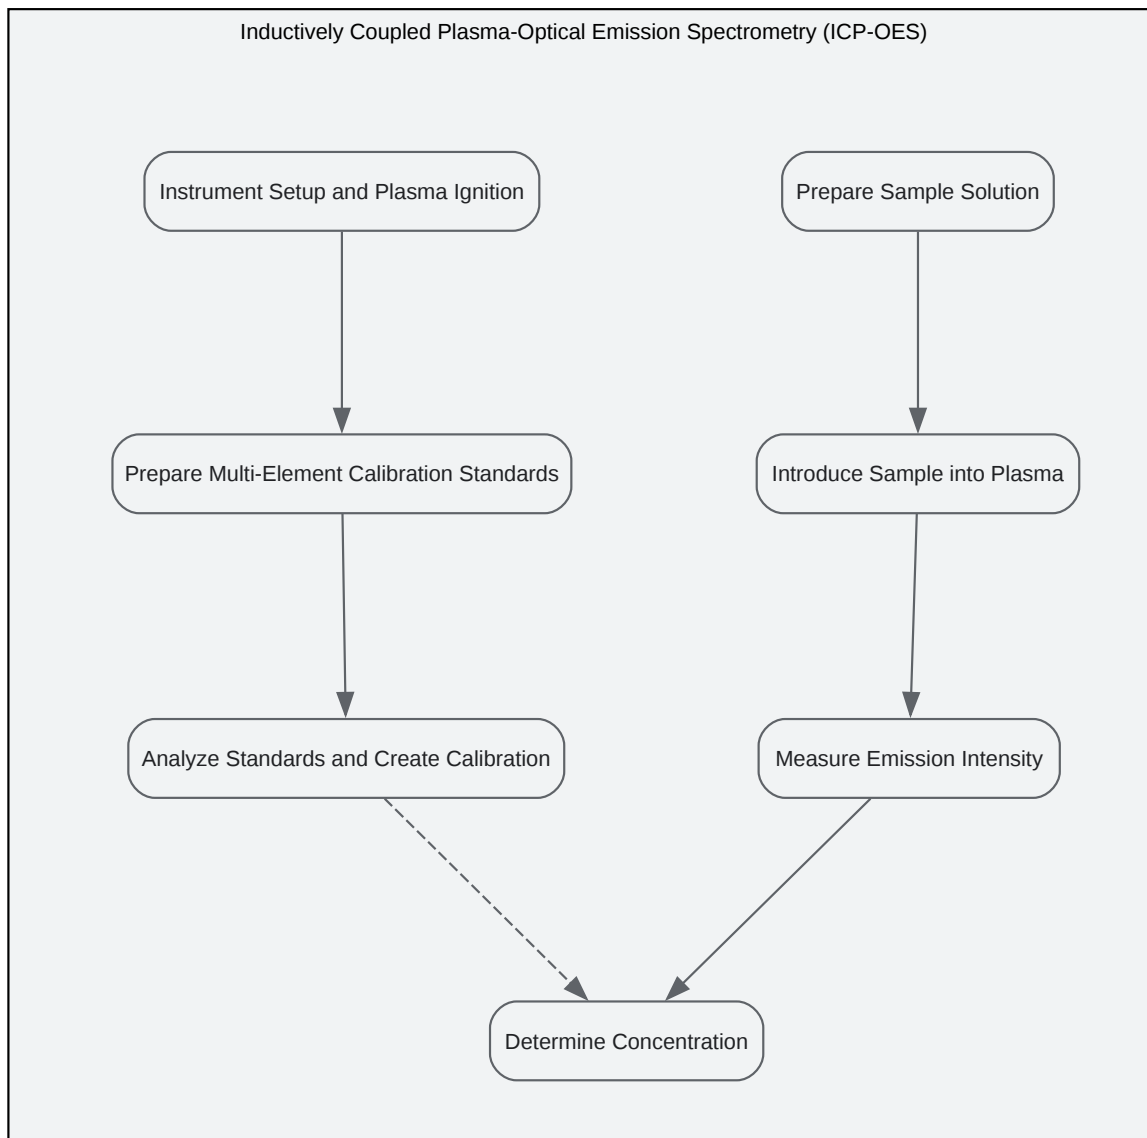 Inductively Coupled Plasma-Optical Emission Spectrometry (ICP-OES)
Instrument Setup and Plasma Ignition
Prepare Sample Solution
Prepare Multi-Element Calibration Standards
Introduce Sample into Plasma
Analyze Standards and Create Calibration
Measure Emission Intensity
Determine Concentration